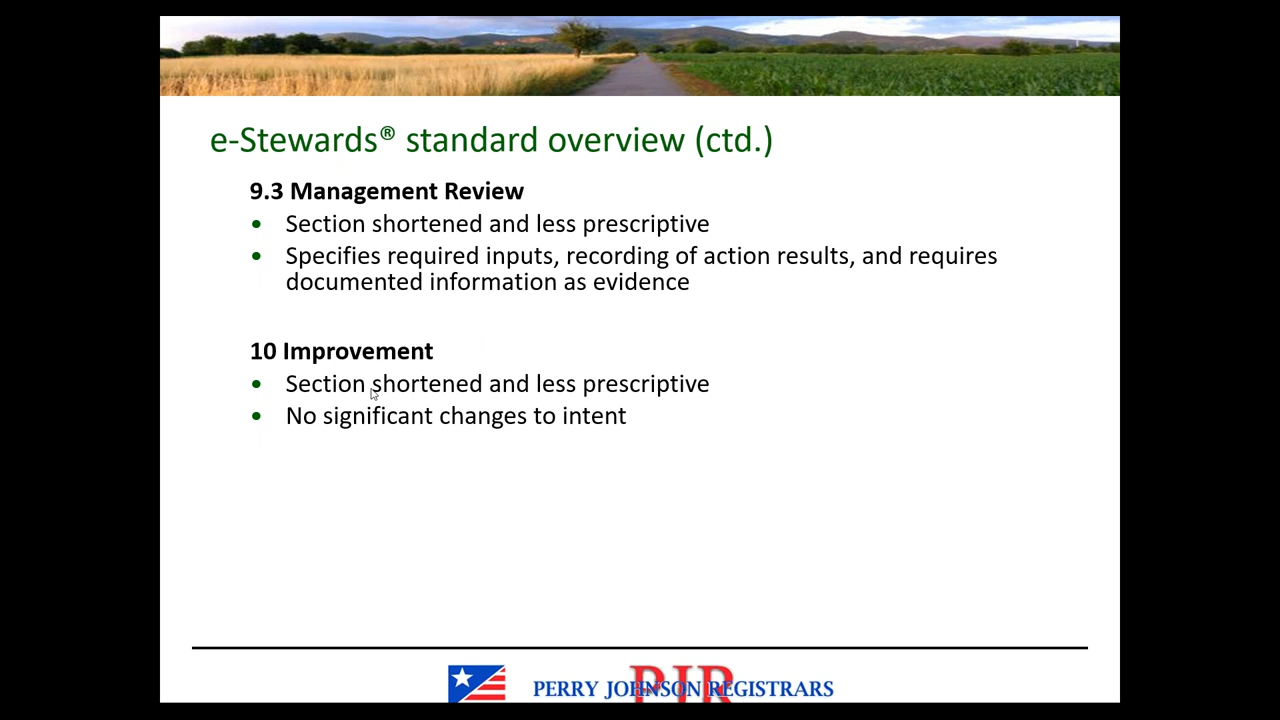 e-Stewards® standard overview (ctd.)
9.3 Management Review
• Section shortened and less prescriptive
• Specifies required inputs, recording of action results, and requires
documented information as evidence
10 Improvement
• Section shortened and less prescriptive
• No significant changes to intent
PJR
PERRY JOHNSON REGISTRARS